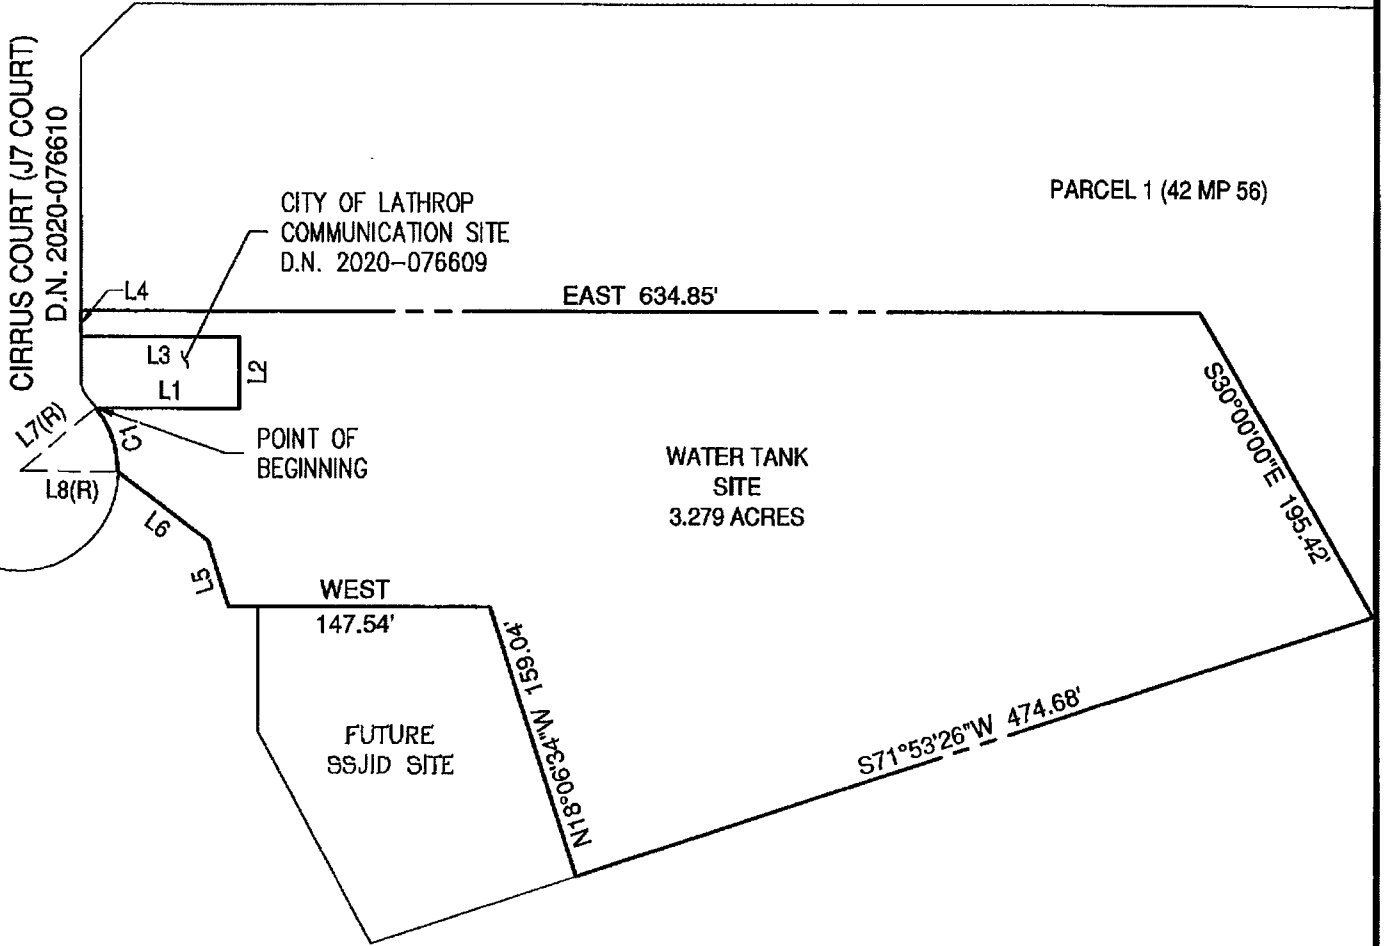 CIRRUS COURT (J7 COURT)
D.N. 2020-076610
CITY OF LATHROP
COMMUNICATION SITE
D.N. 2020-076609
PARCEL 1 (42 MP 56)
L4
EAST 634.85'
L3
L1
L2
L7(R)
C1
POINT OF
BEGINNING
L8(R)
L6
L5
WATER TANK
SITE
3.279 ACRES
S30°00'00"E 195.42'
WEST
147.54'
N18°06'34"W 159.04'
S71°53'26"W 474.68'
FUTURE
SSJID SITE